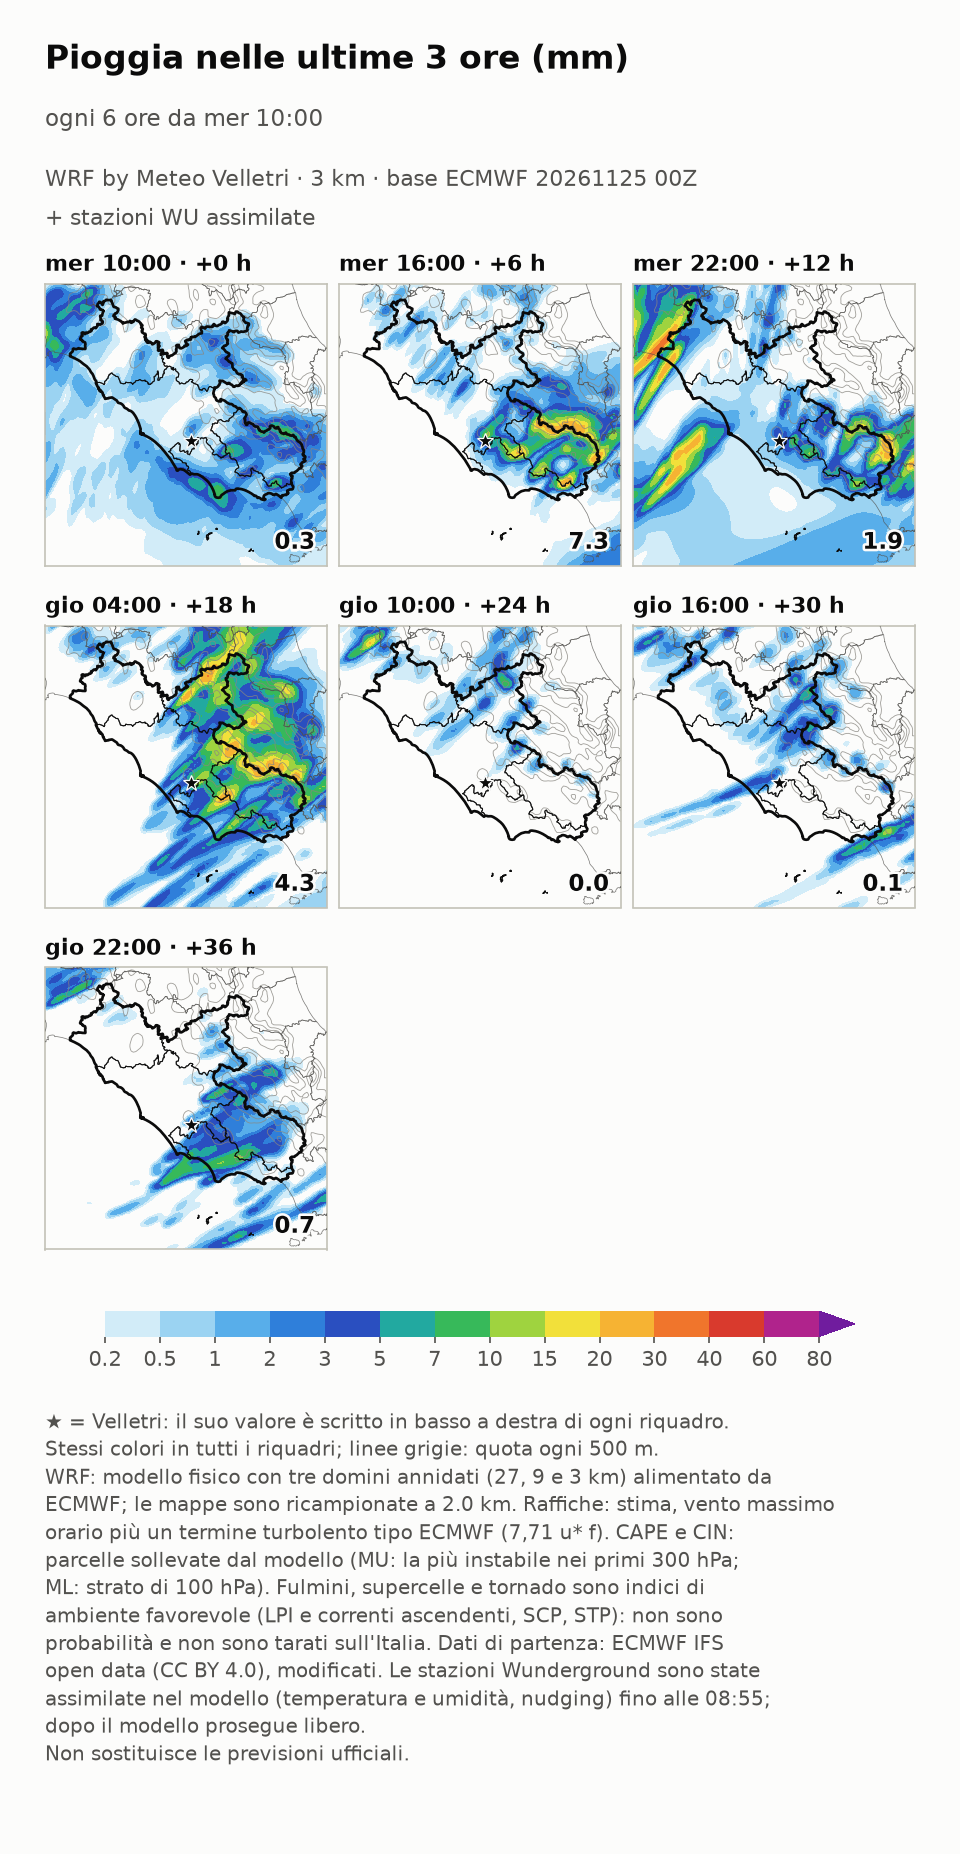 Pioggia nelle ultime 3 ore (mm)
ogni 6 ore da mer 10:00
WRF by Meteo Velletri · 3 km · base ECMWF 20261125 00Z
+ stazioni WU assimilate
mer 10:00 · +0 h
mer 16:00 · +6 h
mer 22:00 · +12 h
0.3
7.3
1.9
gio 04:00 · +18 h
gio 10:00 · +24 h
gio 16:00 · +30 h
4.3
0.0
0.1
gio 22:00 · +36 h
0.7
0.2 0.5 1 2 3 5 7 10 15 20 30 40 60 80
★ = Velletri: il suo valore è scritto in basso a destra di ogni riquadro.
Stessi colori in tutti i riquadri; linee grigie: quota ogni 500 m.
WRF: modello fisico con tre domini annidati (27, 9 e 3 km) alimentato da
ECMWF; le mappe sono ricampionate a 2.0 km. Raffiche: stima, vento massimo
orario più un termine turbolento tipo ECMWF (7,71 u* f). CAPE e CIN:
parcelle sollevate dal modello (MU: la più instabile nei primi 300 hPa;
ML: strato di 100 hPa). Fulmini, supercelle e tornado sono indici di
ambiente favorevole (LPI e correnti ascendenti, SCP, STP): non sono
probabilità e non sono tarati sull'Italia. Dati di partenza: ECMWF IFS
open data (CC BY 4.0), modificati. Le stazioni Wunderground sono state
assimilate nel modello (temperatura e umidità, nudging) fino alle 08:55;
dopo il modello prosegue libero.
Non sostituisce le previsioni ufficiali.